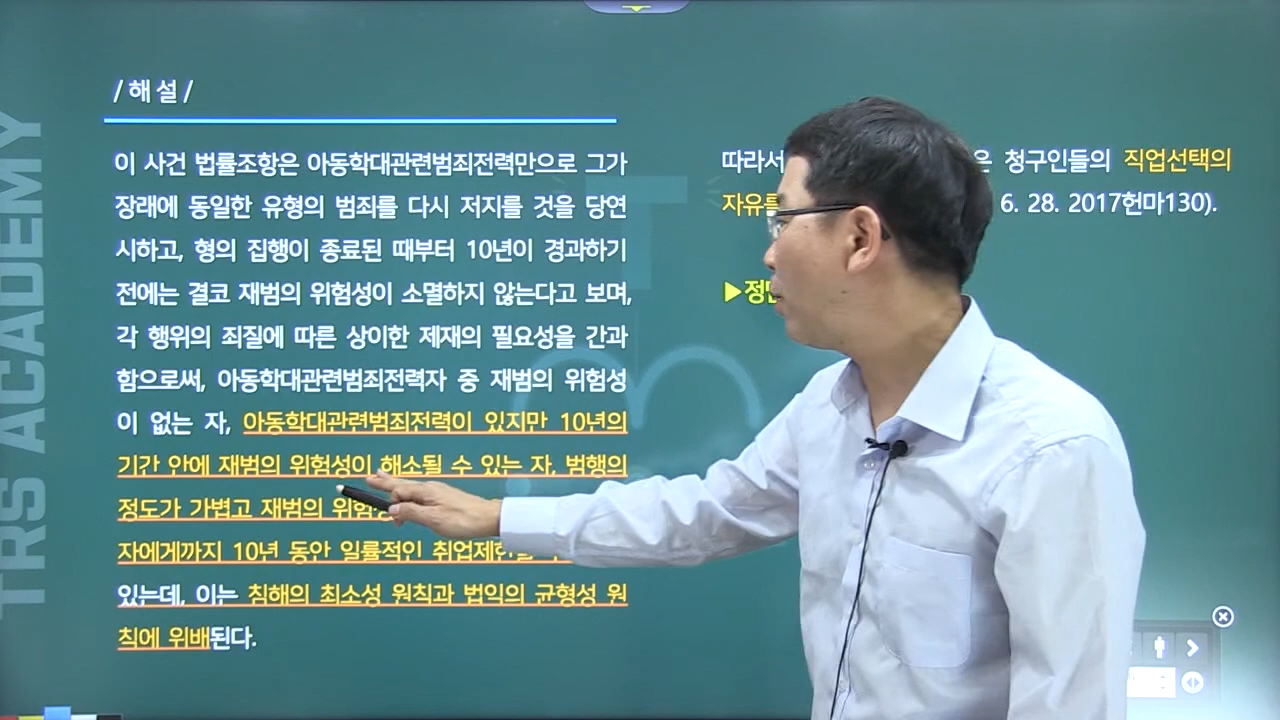 TRS ACADEMY
/ 해 설 /
이 사건 법률조항은 아동학대관련범죄전력만으로 그가
장래에 동일한 유형의 범죄를 다시 저지를 것을 당연
시하고, 형의 집행이 종료된 때부터 10년이 경과하기
전에는 결코 재범의 위험성이 소멸하지 않는다고 보며,
각 행위의 죄질에 따른 상이한 제재의 필요성을 간과
함으로써, 아동학대관련범죄전력자 중 재범의 위험성
이 없는 자, 아동학대관련범죄전력이 있지만 10년의
기간 안에 재범의 위험성이 해소될 수 있는 자, 범행의
정도가 가볍고 재범의
자에게까지 10년 동안 일률적인
있는데, 이는 침해의 최소성 원칙과 법익의 균형성 원
칙에 위배된다.
따라서 청구인들의 직업선택의
6. 28. 2017헌마130).